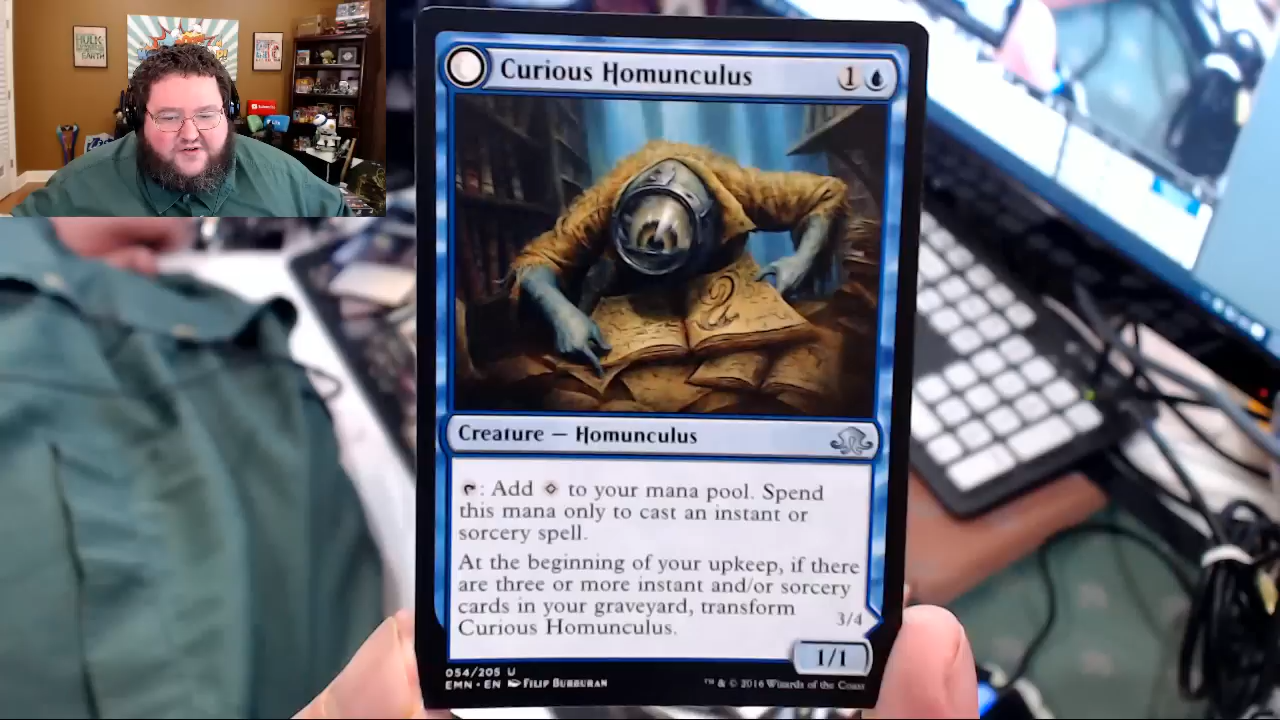 HULK
EARTH
Curious Homunculus
1
Creature — Homunculus
: Add to your mana pool. Spend
this mana only to cast an instant or
sorcery spell.
At the beginning of your upkeep, if there
are three or more instant and/or sorcery
cards in your graveyard, transform
Curious Homunculus.
3/4
1/1
054/205 U
EMN • EN FILIP BURBURAN
™ & © 2016 Wizards of the Coast